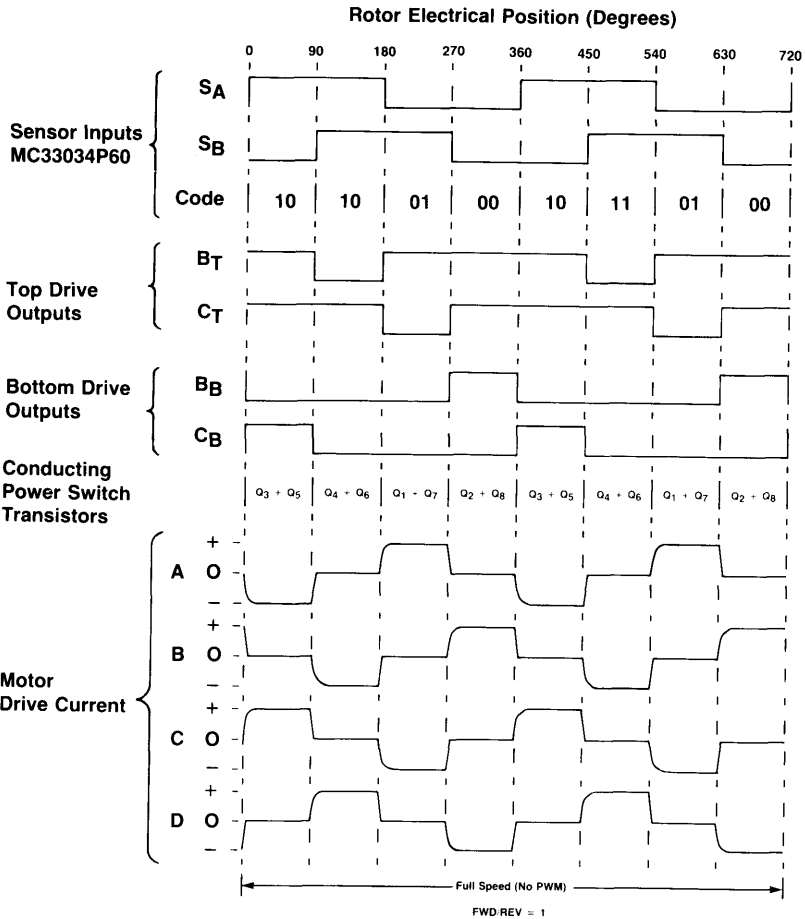 Rotor Electrical Position (Degrees)
0 90 180 270 360 450 540 630 720
Sensor Inputs
MC33034P60
SA
SB
Code 10 10 01 00 10 11 01 00
Top Drive
Outputs
BT
CT
Bottom Drive
Outputs
BB
CB
Conducting
Power Switch
Transistors
Q3 + Q5 Q4 + Q6 Q1 + Q7 Q2 + Q8 Q3 + Q5 Q4 + Q6 Q1 + Q7 Q2 + Q8
Motor
Drive Current
+
A O
−
+
B O
−
+
C O
−
+
D O
−
Full Speed (No PWM)
FWD/REV = 1